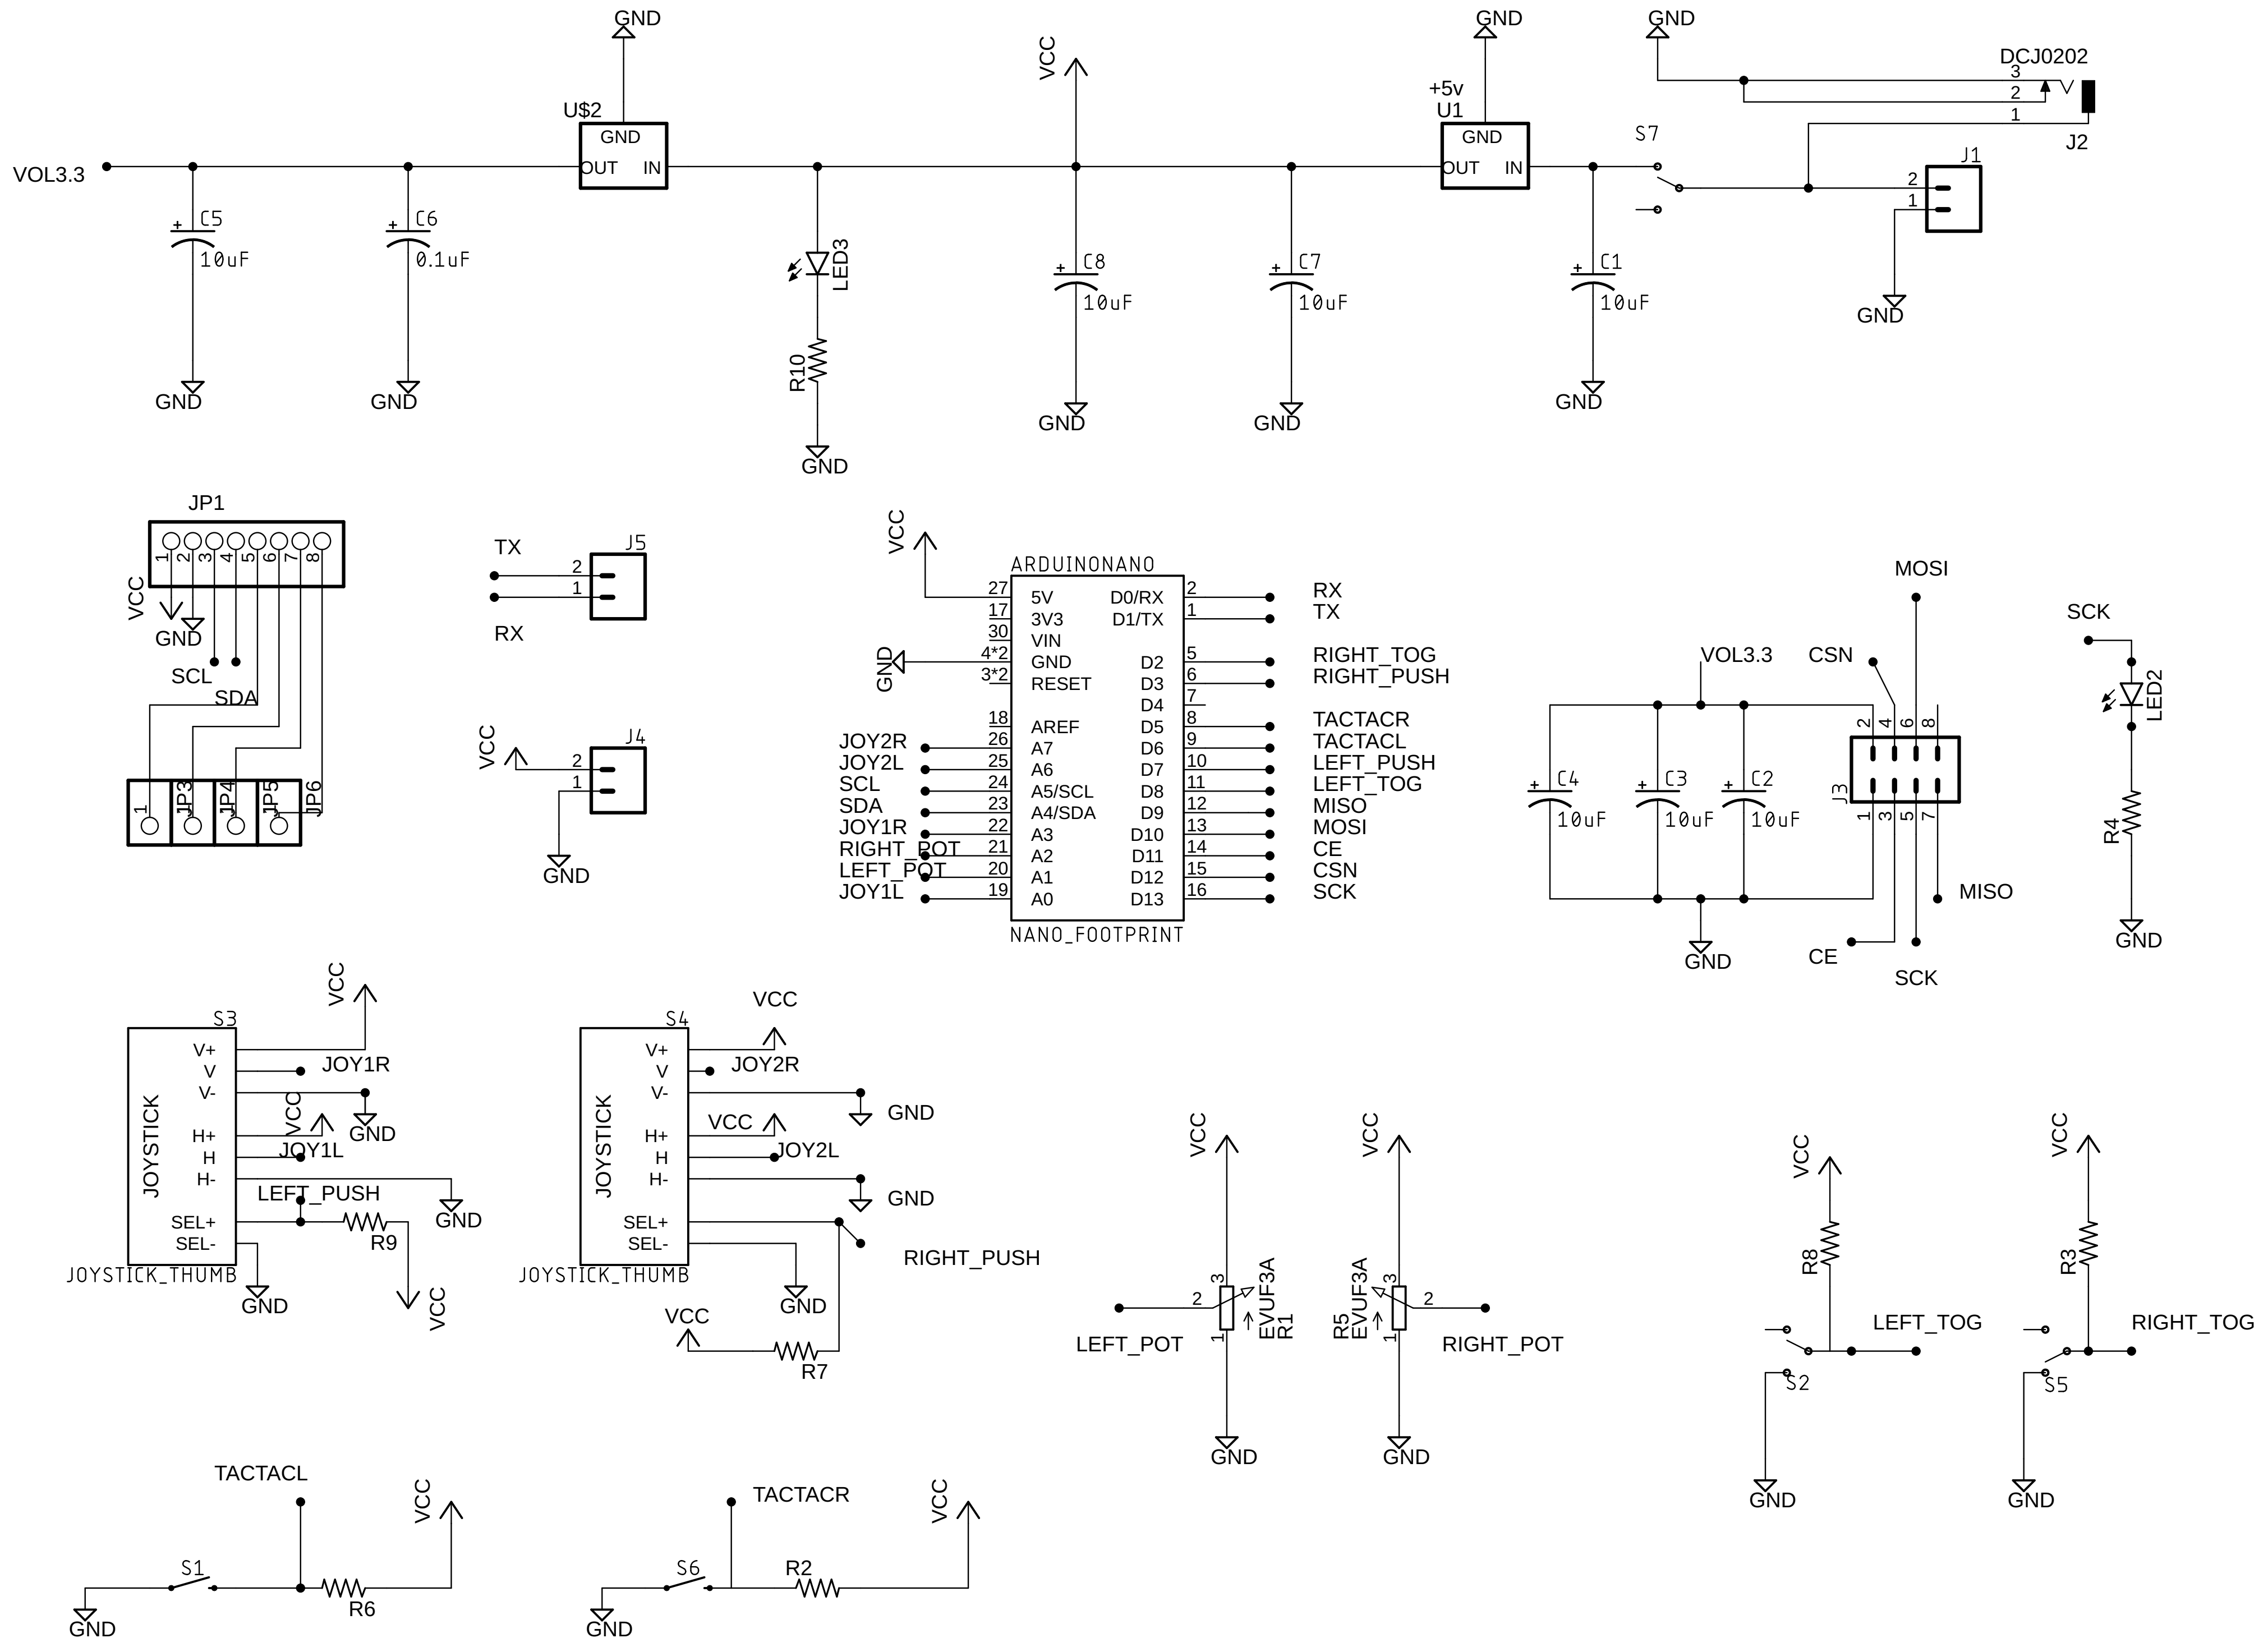 GND
GND
GND
VCC
DCJ0202
3
2
1
J2
+5v
U1
U$2
GND
OUT IN
GND
OUT IN
S7
J1
2
1
VOL3.3
C5
10uF
C6
0.1uF
LED3
R10
C8
10uF
C7
10uF
C1
10uF
GND
GND
GND
GND
GND
GND
GND
JP1
1 2 3 4 5 6 7 8
VCC
GND
SCL
SDA
1
JP3
JP4
JP5
JP6
TX
J5
2
1
RX
J4
VCC
2
1
GND
VCC
ARDUINONANO
27 5V D0/RX 2 RX
17 3V3 D1/TX 1 TX
30 VIN
GND 4*2 GND D2 5 RIGHT_TOG
3*2 RESET D3 6 RIGHT_PUSH
D4 7
18 AREF D5 8 TACTACR
JOY2R 26 A7 D6 9 TACTACL
JOY2L 25 A6 D7 10 LEFT_PUSH
SCL 24 A5/SCL D8 11 LEFT_TOG
SDA 23 A4/SDA D9 12 MISO
JOY1R 22 A3 D10 13 MOSI
RIGHT_POT 21 A2 D11 14 CE
LEFT_POT 20 A1 D12 15 CSN
JOY1L 19 A0 D13 16 SCK
NANO_FOOTPRINT
MOSI
VOL3.3
CSN
2 4 6 8
J3
1 3 5 7
C4
10uF
C3
10uF
C2
10uF
MISO
GND
CE
SCK
SCK
LED2
R4
GND
VCC
S3
JOYSTICK
V+
V JOY1R
V-
VCC
GND
H+
H JOY1L
H-
LEFT_PUSH
GND
SEL+
SEL-
R9
JOYSTICK_THUMB
GND
VCC
VCC
S4
JOYSTICK
V+
V JOY2R
V-
GND
VCC
H+
H JOY2L
H-
GND
SEL+
SEL-
RIGHT_PUSH
JOYSTICK_THUMB
GND
VCC
R7
VCC
3
2
1
EVUF3A
R1
LEFT_POT
GND
VCC
3
2
1
R5
EVUF3A
RIGHT_POT
GND
VCC
R8
LEFT_TOG
S2
GND
VCC
R3
RIGHT_TOG
S5
GND
TACTACL
VCC
S1
R6
GND
TACTACR
VCC
S6
R2
GND